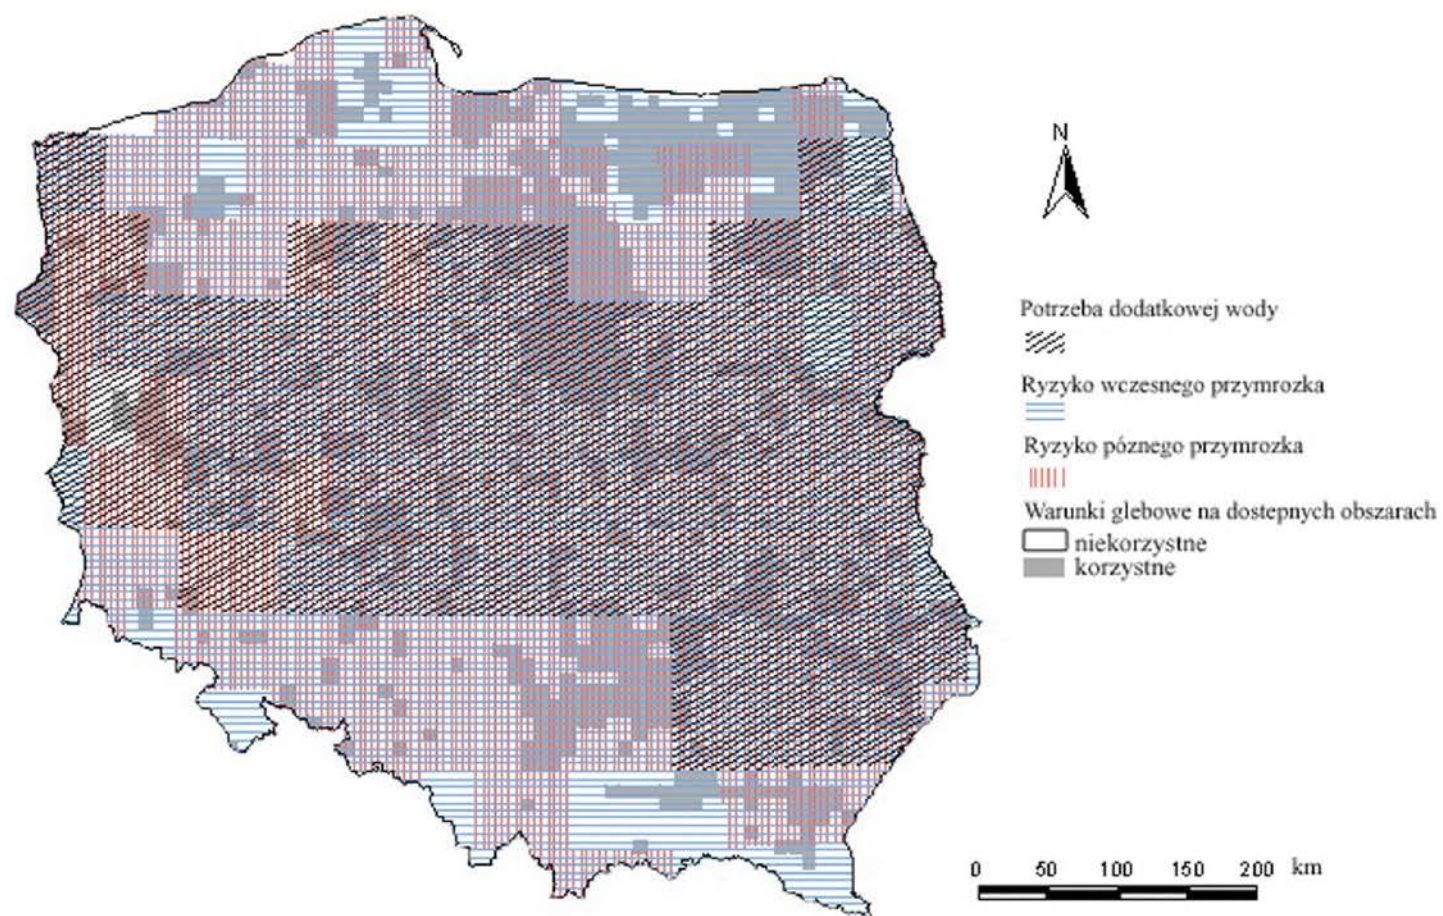 N
Potrzeba dodatkowej wody
Ryzyko wczesnego przymrozka
Ryzyko póznego przymrozka
Warunki glebowe na dostepnych obszarach
niekorzystne
korzystne
0 50 100 150 200 km